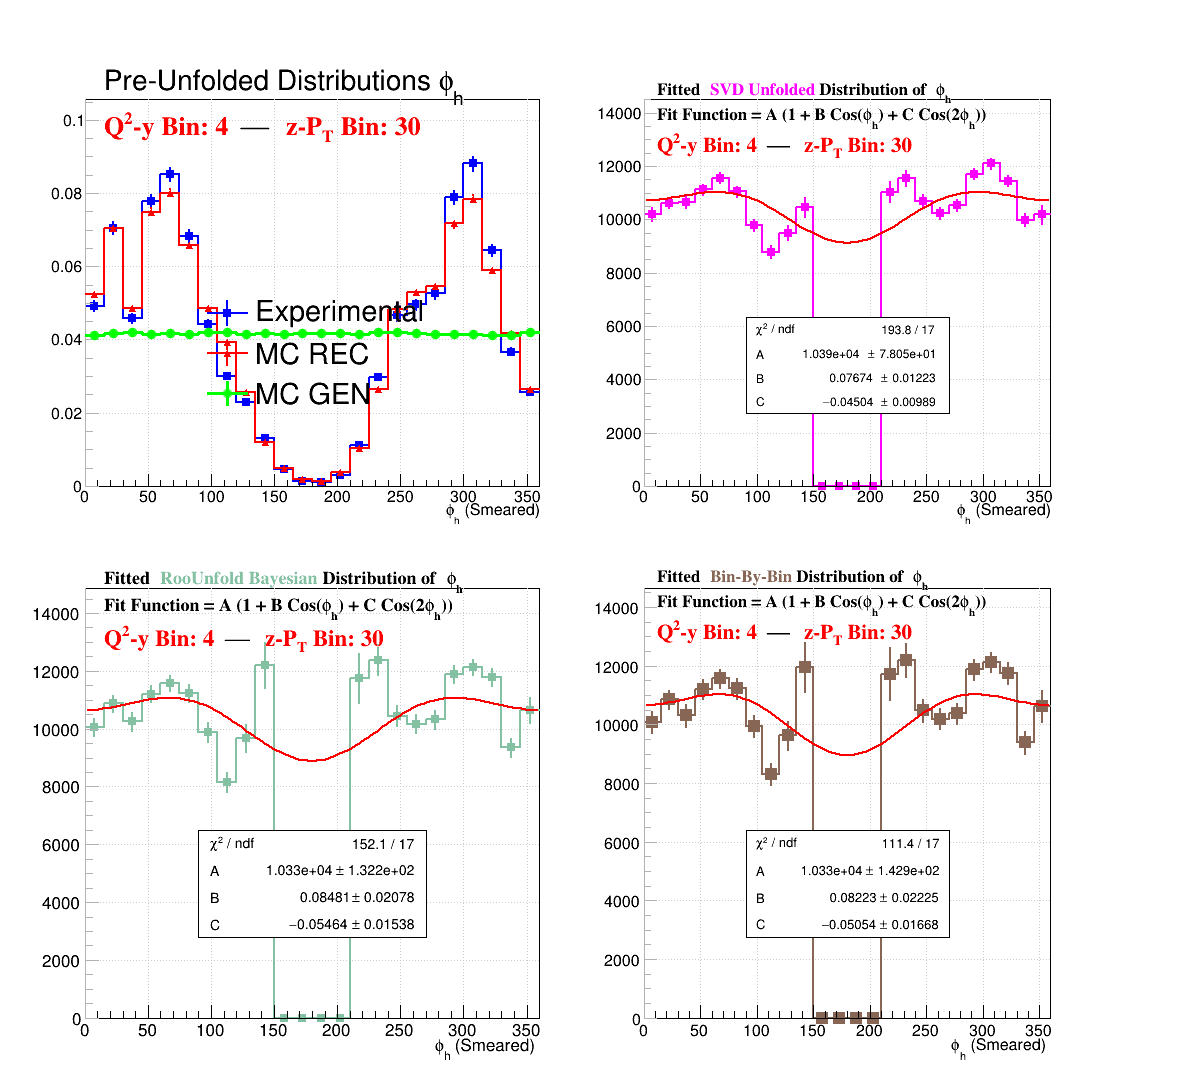 Pre-Unfolded Distributions ϕh
Q²-y Bin: 4 — z-PT Bin: 30
0.1
0.08
0.06
0.04
0.02
0
Experimental
MC REC
MC GEN
0 50 100 150 200 250 300 350
ϕh (Smeared)
Fitted SVD Unfolded Distribution of ϕh
Fit Function = A (1 + B Cos(ϕh) + C Cos(2ϕh))
Q²-y Bin: 4 — z-PT Bin: 30
14000
12000
10000
8000
6000
4000
2000
0
χ² / ndf 193.8 / 17
A 1.039e+04 ± 7.805e+01
B 0.07674 ± 0.01223
C −0.04504 ± 0.00989
0 50 100 150 200 250 300 350
ϕh (Smeared)
Fitted RooUnfold Bayesian Distribution of ϕh
Fit Function = A (1 + B Cos(ϕh) + C Cos(2ϕh))
Q²-y Bin: 4 — z-PT Bin: 30
14000
12000
10000
8000
6000
4000
2000
0
χ² / ndf 152.1 / 17
A 1.033e+04 ± 1.322e+02
B 0.08481 ± 0.02078
C −0.05464 ± 0.01538
0 50 100 150 200 250 300 350
ϕh (Smeared)
Fitted Bin-By-Bin Distribution of ϕh
Fit Function = A (1 + B Cos(ϕh) + C Cos(2ϕh))
Q²-y Bin: 4 — z-PT Bin: 30
14000
12000
10000
8000
6000
4000
2000
0
χ² / ndf 111.4 / 17
A 1.033e+04 ± 1.429e+02
B 0.08223 ± 0.02225
C −0.05054 ± 0.01668
0 50 100 150 200 250 300 350
ϕh (Smeared)